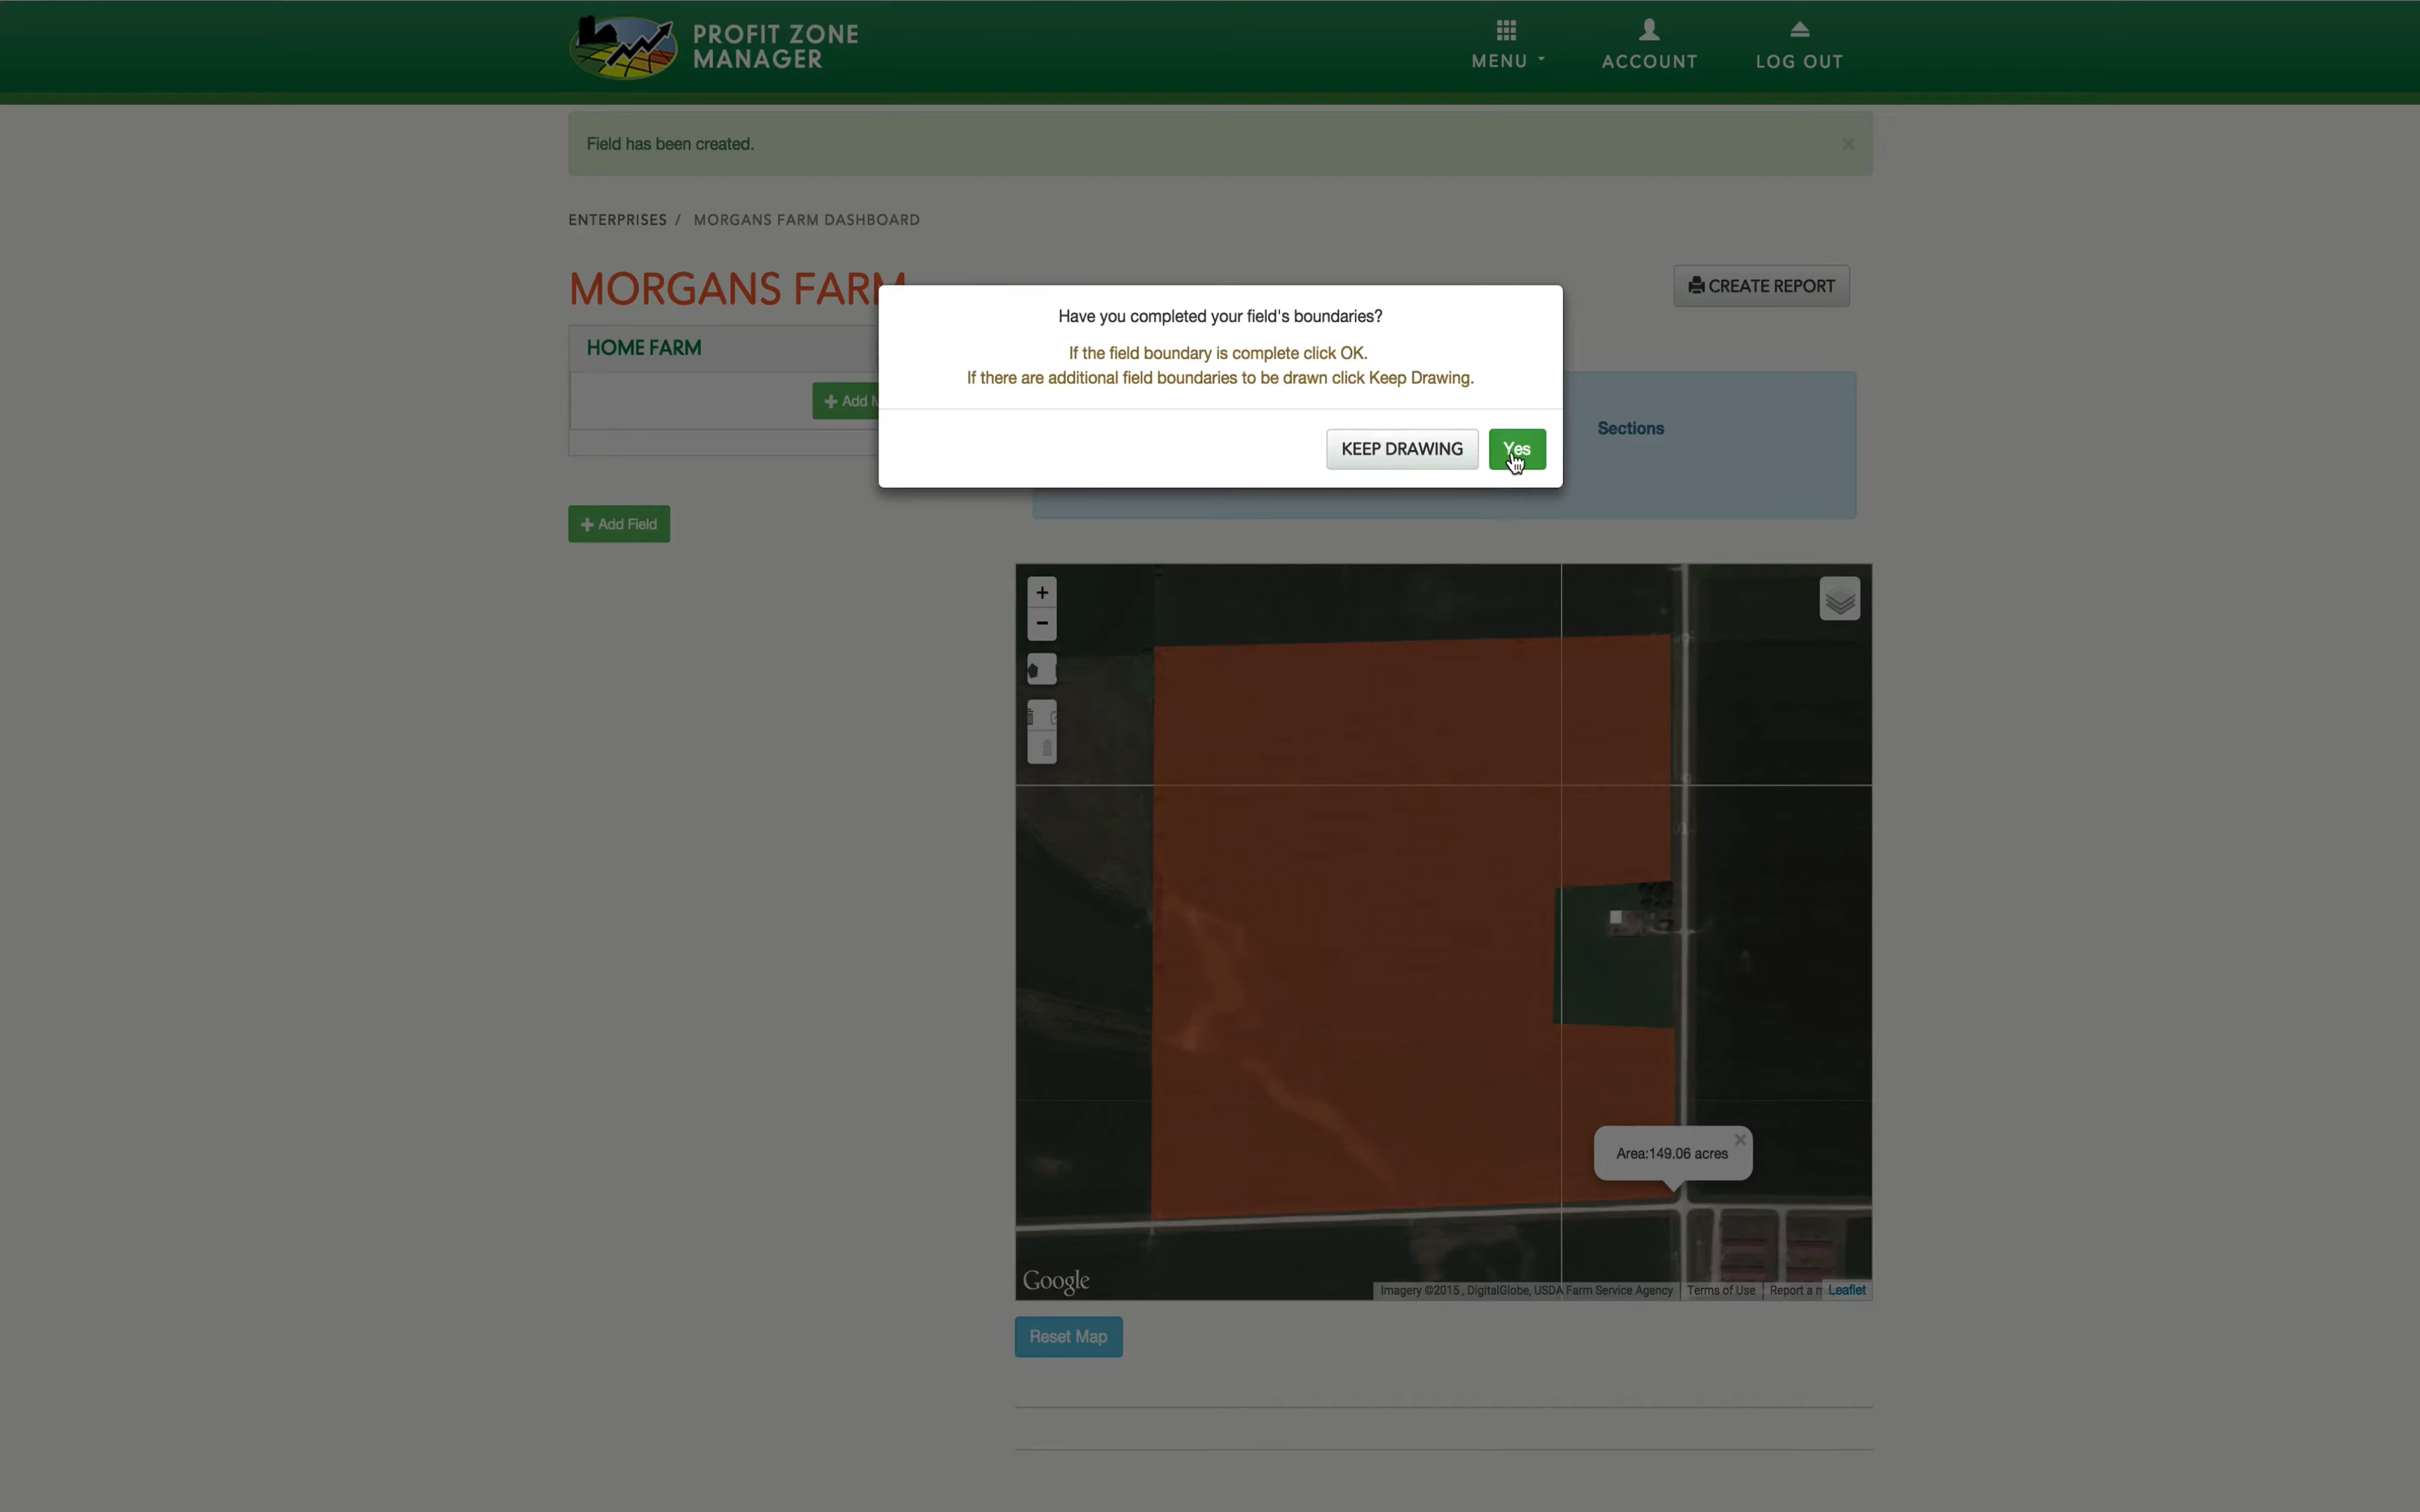 PROFIT ZONE
MANAGER
MENU
ACCOUNT
LOG OUT
Field has been created.
×
ENTERPRISES / MORGANS FARM DASHBOARD
MORGANS FARM
CREATE REPORT
HOME FARM
Have you completed your field's boundaries?
If the field boundary is complete click OK.
If there are additional field boundaries to be drawn click Keep Drawing.
+ Add
KEEP DRAWING
Yes
Sections
+ Add Field
+
−
Area:149.06 acres
×
Google
Imagery ©2015 , DigitalGlobe, USDA Farm Service Agency
Terms of Use
Report a
Leaflet
Reset Map